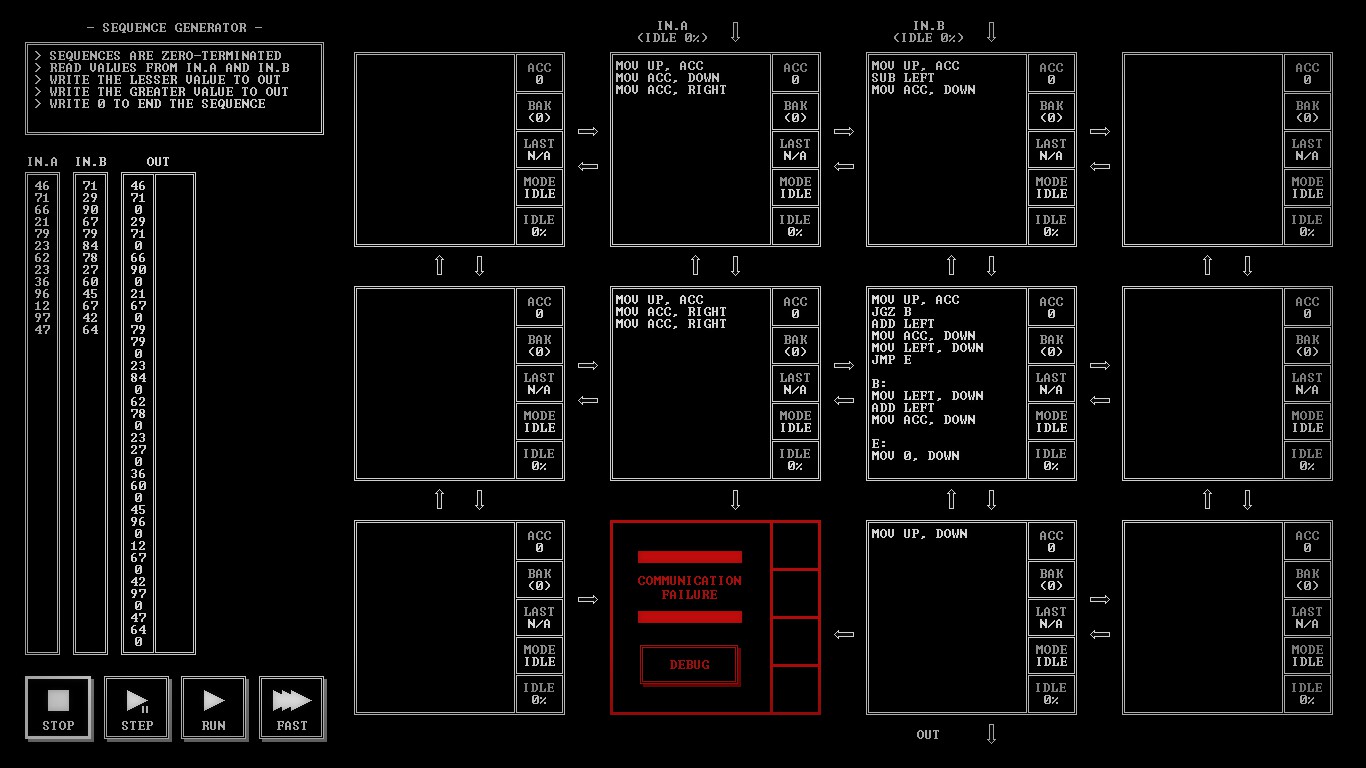 - SEQUENCE GENERATOR -
> SEQUENCES ARE ZERO-TERMINATED
> READ VALUES FROM IN.A AND IN.B
> WRITE THE LESSER VALUE TO OUT
> WRITE THE GREATER VALUE TO OUT
> WRITE 0 TO END THE SEQUENCE
IN.A IN.B OUT
46 71 46
71 29 71
66 90 0
21 67 29
79 79 71
23 84 0
62 78 66
23 27 90
36 60 0
96 45 21
12 67 67
97 42 0
47 64 79
79
0
23
84
0
62
78
0
23
27
0
36
60
0
45
96
0
12
67
0
42
97
0
47
64
0
STOP
STEP
RUN
FAST
IN.A
(IDLE 0%)
IN.B
(IDLE 0%)
ACC
0
BAK
(0)
LAST
N/A
MODE
IDLE
IDLE
0%
MOV UP, ACC
MOV ACC, DOWN
MOV ACC, RIGHT
ACC
0
BAK
(0)
LAST
N/A
MODE
IDLE
IDLE
0%
MOV UP, ACC
SUB LEFT
MOV ACC, DOWN
ACC
0
BAK
(0)
LAST
N/A
MODE
IDLE
IDLE
0%
ACC
0
BAK
(0)
LAST
N/A
MODE
IDLE
IDLE
0%
ACC
0
BAK
(0)
LAST
N/A
MODE
IDLE
IDLE
0%
MOV UP, ACC
MOV ACC, RIGHT
MOV ACC, RIGHT
ACC
0
BAK
(0)
LAST
N/A
MODE
IDLE
IDLE
0%
MOV UP, ACC
JGZ B
ADD LEFT
MOV ACC, DOWN
MOV LEFT, DOWN
JMP E
B:
MOV LEFT, DOWN
ADD LEFT
MOV ACC, DOWN
E:
MOV 0, DOWN
ACC
0
BAK
(0)
LAST
N/A
MODE
IDLE
IDLE
0%
ACC
0
BAK
(0)
LAST
N/A
MODE
IDLE
IDLE
0%
ACC
0
BAK
(0)
LAST
N/A
MODE
IDLE
IDLE
0%
COMMUNICATION
FAILURE
DEBUG
MOV UP, DOWN
ACC
0
BAK
(0)
LAST
N/A
MODE
IDLE
IDLE
0%
ACC
0
BAK
(0)
LAST
N/A
MODE
IDLE
IDLE
0%
OUT